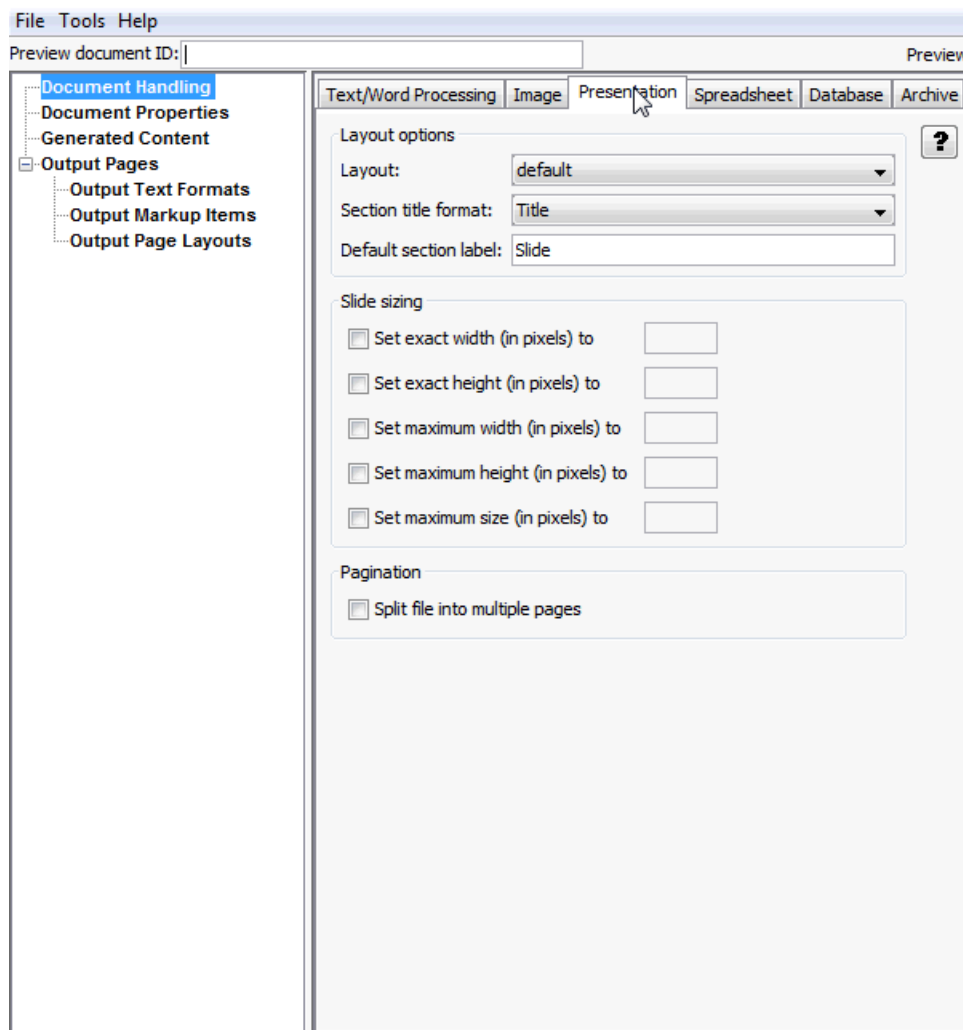 File Tools Help
Preview document ID: Preview
Document Handling
Document Properties
Generated Content
Output Pages
Output Text Formats
Output Markup Items
Output Page Layouts
Text/Word Processing Image Presentation Spreadsheet Database Archive
Layout options
?
Layout: default
Section title format: Title
Default section label: Slide
Slide sizing
Set exact width (in pixels) to
Set exact height (in pixels) to
Set maximum width (in pixels) to
Set maximum height (in pixels) to
Set maximum size (in pixels) to
Pagination
Split file into multiple pages